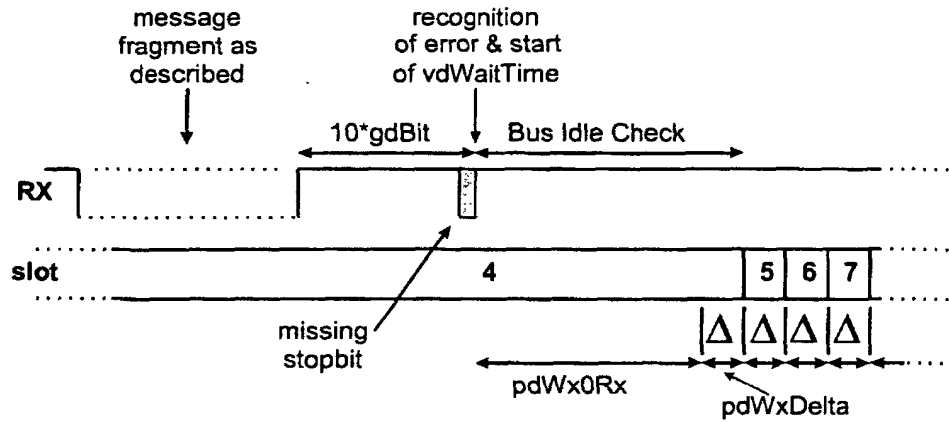 message
fragment as
described
recognition
of error & start
of vdWaitTime
10*gdBit
Bus Idle Check
RX
slot
4
5
6
7
missing
stopbit
Δ Δ Δ Δ
pdWx0Rx
pdWxDelta